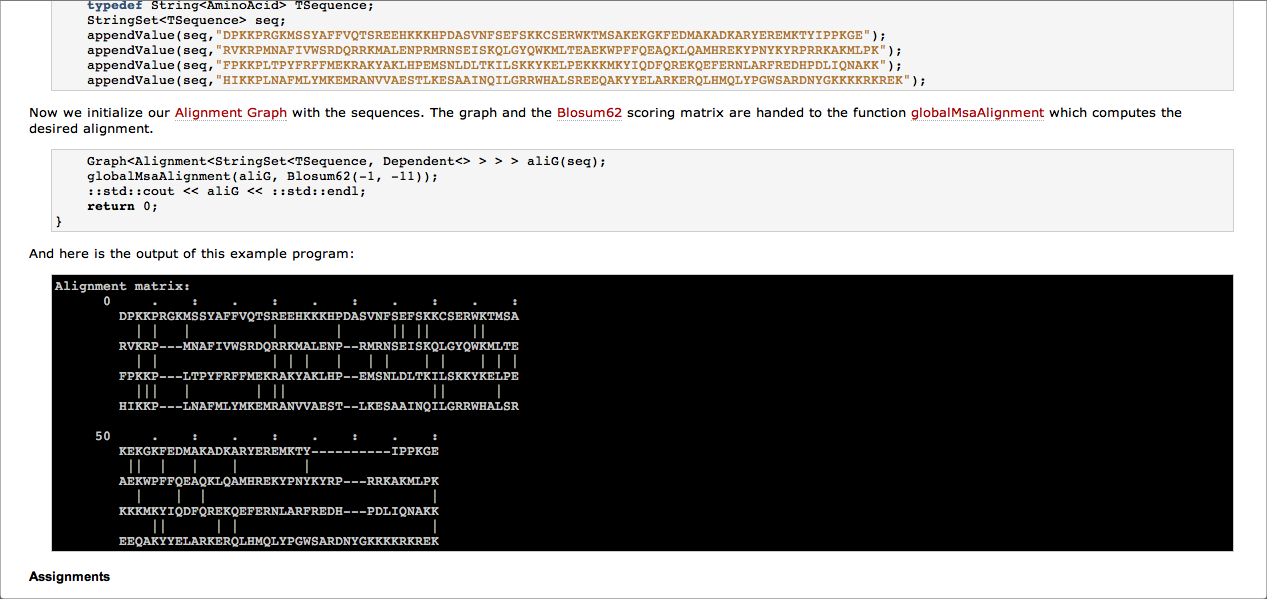 typedef String<AminoAcid> TSequence;
StringSet<TSequence> seq;
appendValue(seq,"DPKKPRGKMSSYAFFVQTSREEHKKKHPDASVNFSEFSKKCSERWKTMSAKEKGKFEDMAKADKARYEREMKTYIPPKGE");
appendValue(seq,"RVKRPMNAFIVWSRDQRRKMALENPRMRNSEISKQLGYQWKMLTEAEKWPFFQEAQKLQAMHREKYPNYKYRPRRKAKMLPK");
appendValue(seq,"FPKKPLTPYFRFFMEKRAKYAKLHPEMSNLDLTKILSKKYKELPEKKKMKYIQDFQREKQEFERNLARFREDHPDLIQNAKK");
appendValue(seq,"HIKKPLNAFMLYMKEMRANVVAESTLKESAAINQILGRRWHALSREEQAKYYELARKERQLHMQLYPGWSARDNYGKKKKRKREK");
Now we initialize our Alignment Graph with the sequences. The graph and the Blosum62 scoring matrix are handed to the function globalMsaAlignment which computes the
desired alignment.
Graph<Alignment<StringSet<TSequence, Dependent<> > > > aliG(seq);
globalMsaAlignment(aliG, Blosum62(-1, -11));
::std::cout << aliG << ::std::endl;
return 0;
}
And here is the output of this example program:
Alignment matrix:
      0     .    :    .    :    .    :    .    :    .    :
        DPKKPRGKMSSYAFFVQTSREEHKKKHPDASVNFSEFSKKCSERWKTMSA
          | |   |          |       |      || ||     ||
        RVKRP---MNAFIVWSRDQRRKMALENP--RMRNSEISKQLGYQWKMLTE
          | |              | | |   |   | |    | |    | | |
        FPKKP---LTPYFRFFMEKRAKYAKLHP--EMSNLDLTKILSKKYKELPE
          |||   |        | ||                  ||      |
        HIKKP---LNAFMLYMKEMRANVVAEST--LKESAAINQILGRRWHALSR
     50     .    :    .    :    .    :    .    :
        KEKGKFEDMAKADKARYEREMKTY----------IPPKGE
         ||  |   |    |        |
        AEKWPFFQEAQKLQAMHREKYPNYKYRP---RRKAKMLPK
          |    |  |                            |
        KKKMKYIQDFQREKQEFERNLARFREDH---PDLIQNAKK
            ||      | |                        |
        EEQAKYYELARKERQLHMQLYPGWSARDNYGKKKKRKREK
Assignments